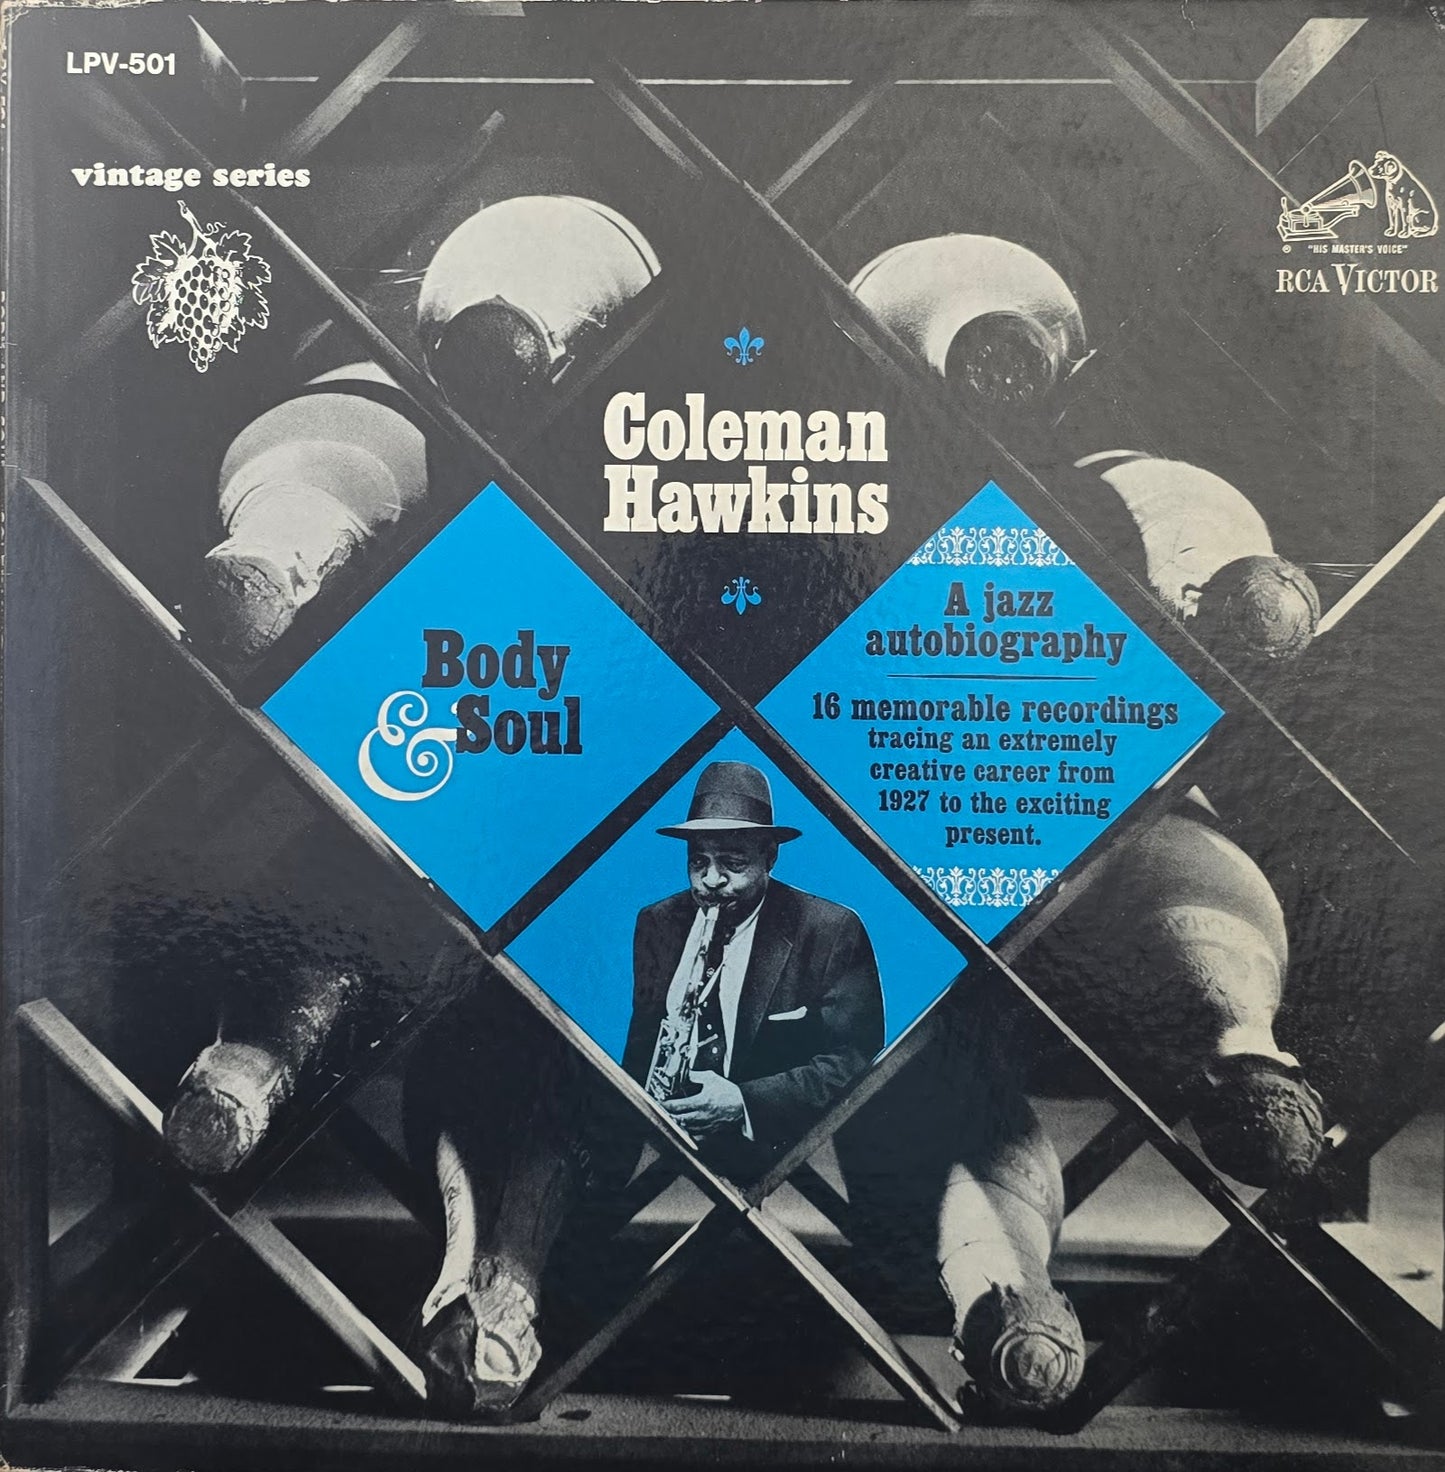 LPV-501
vintage series
® "HIS MASTER'S VOICE"
RCA VICTOR
Coleman
Hawkins
Body
& Soul
A jazz
autobiography
16 memorable recordings
tracing an extremely
creative career from
1927 to the exciting
present.